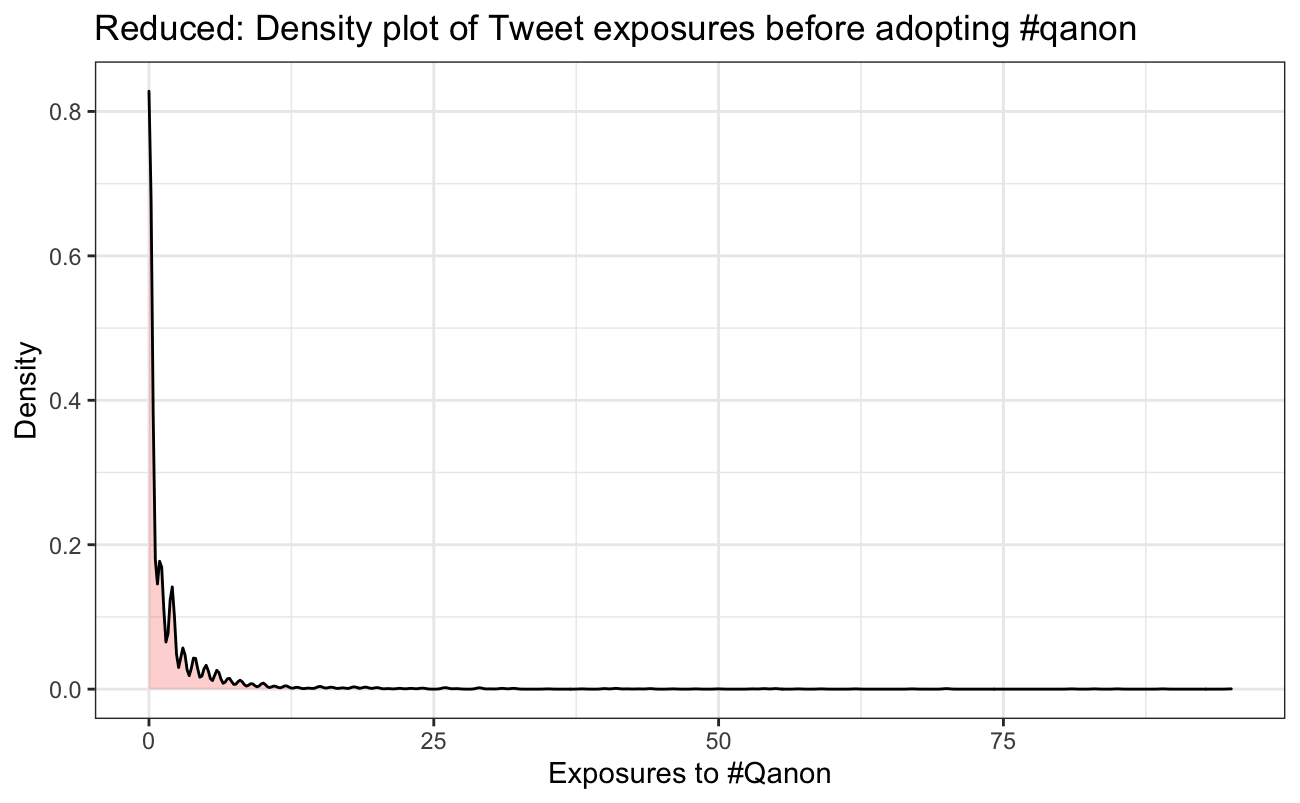 Reduced: Density plot of Tweet exposures before adopting #qanon
Density
0.8
0.6
0.4
0.2
0.0
0 25 50 75
Exposures to #Qanon